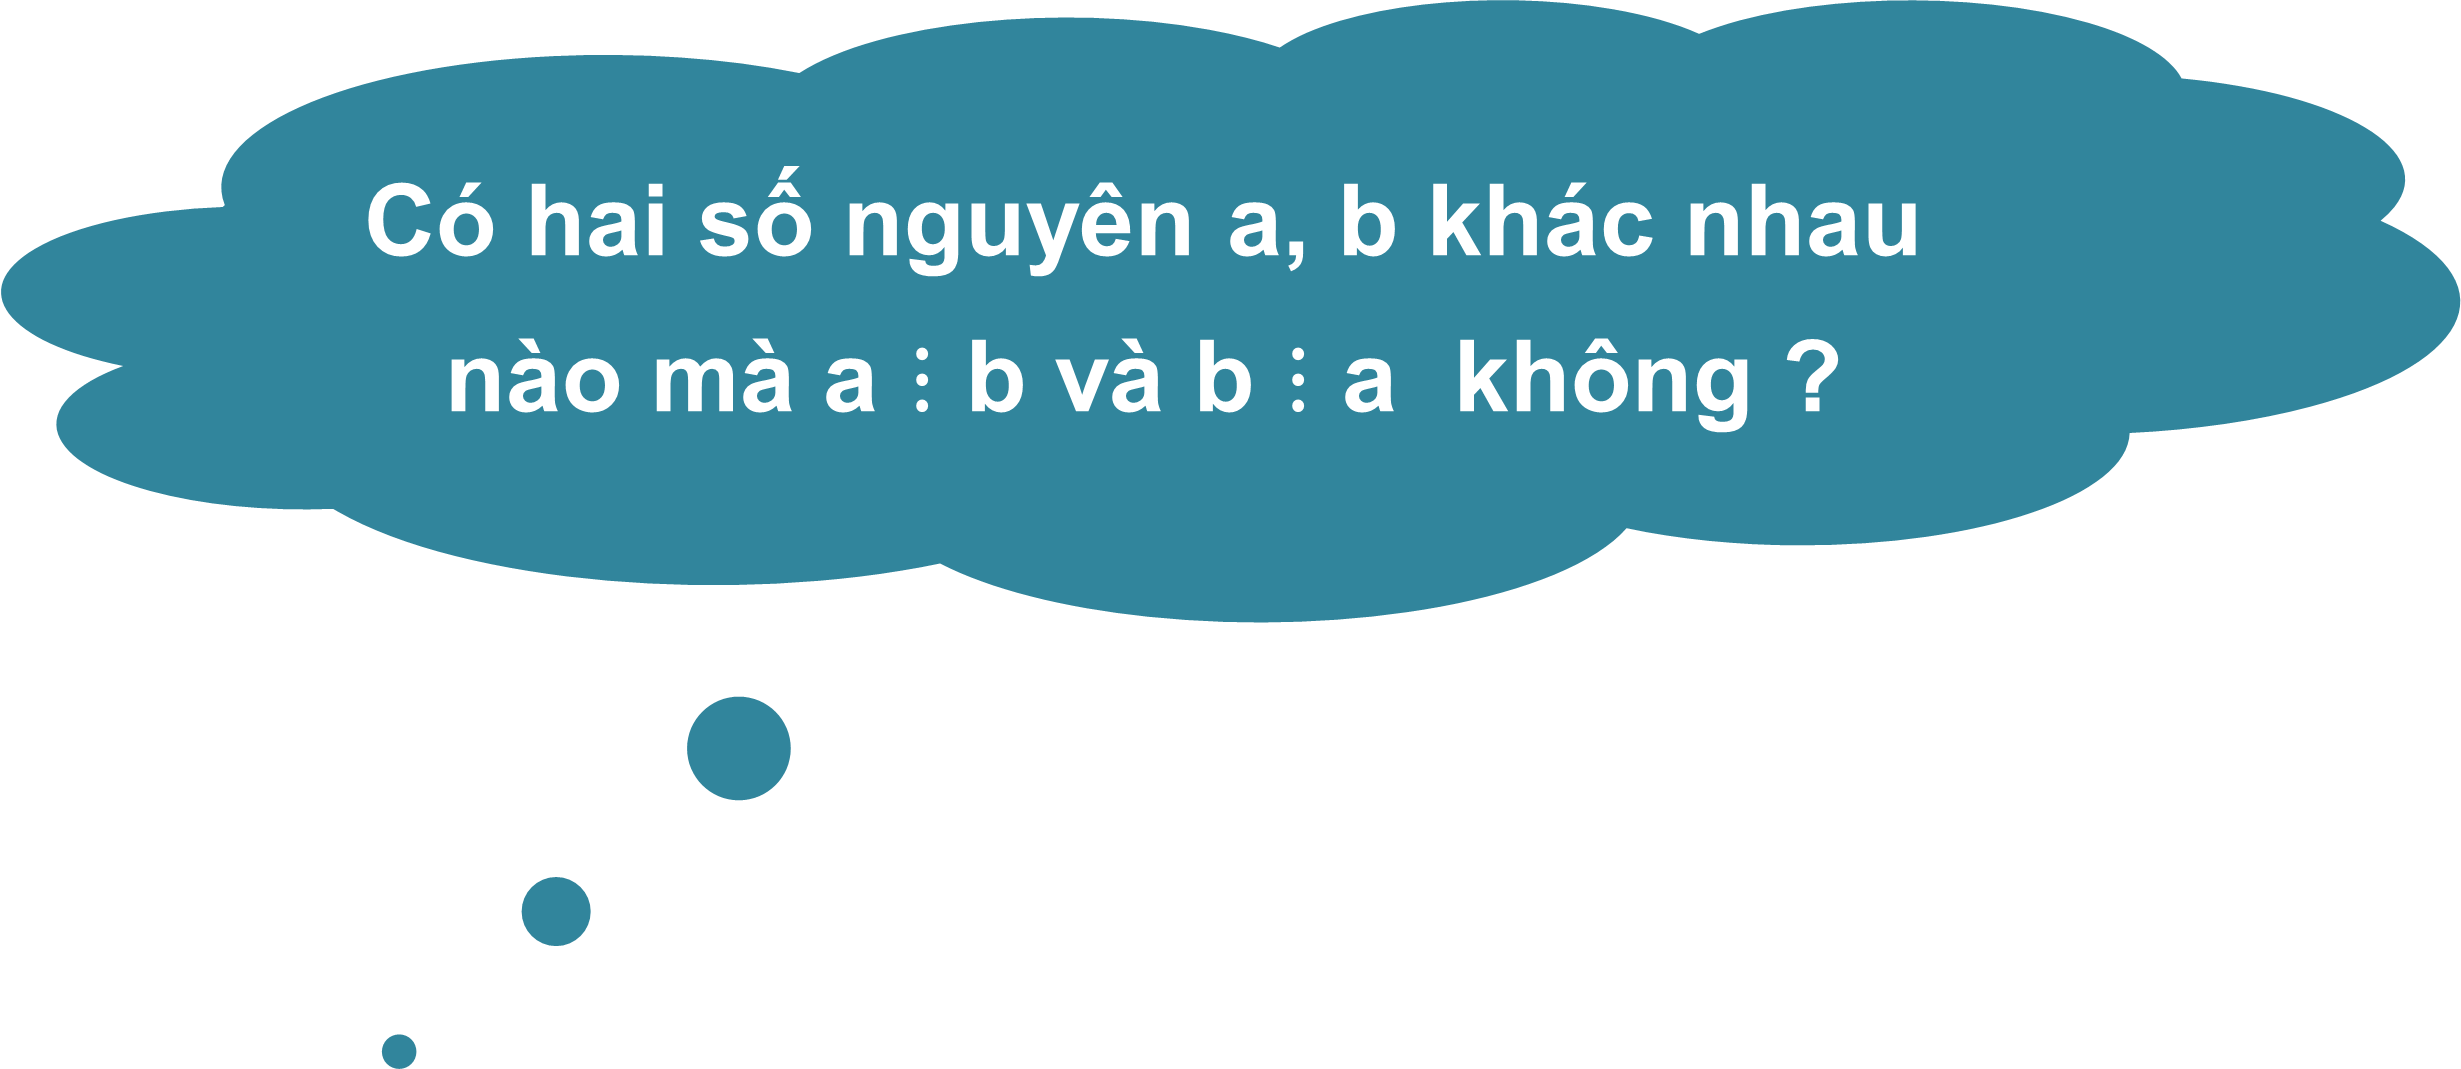 Có hai số nguyên a, b khác nhau
nào mà a ⋮ b và b ⋮ a không ?